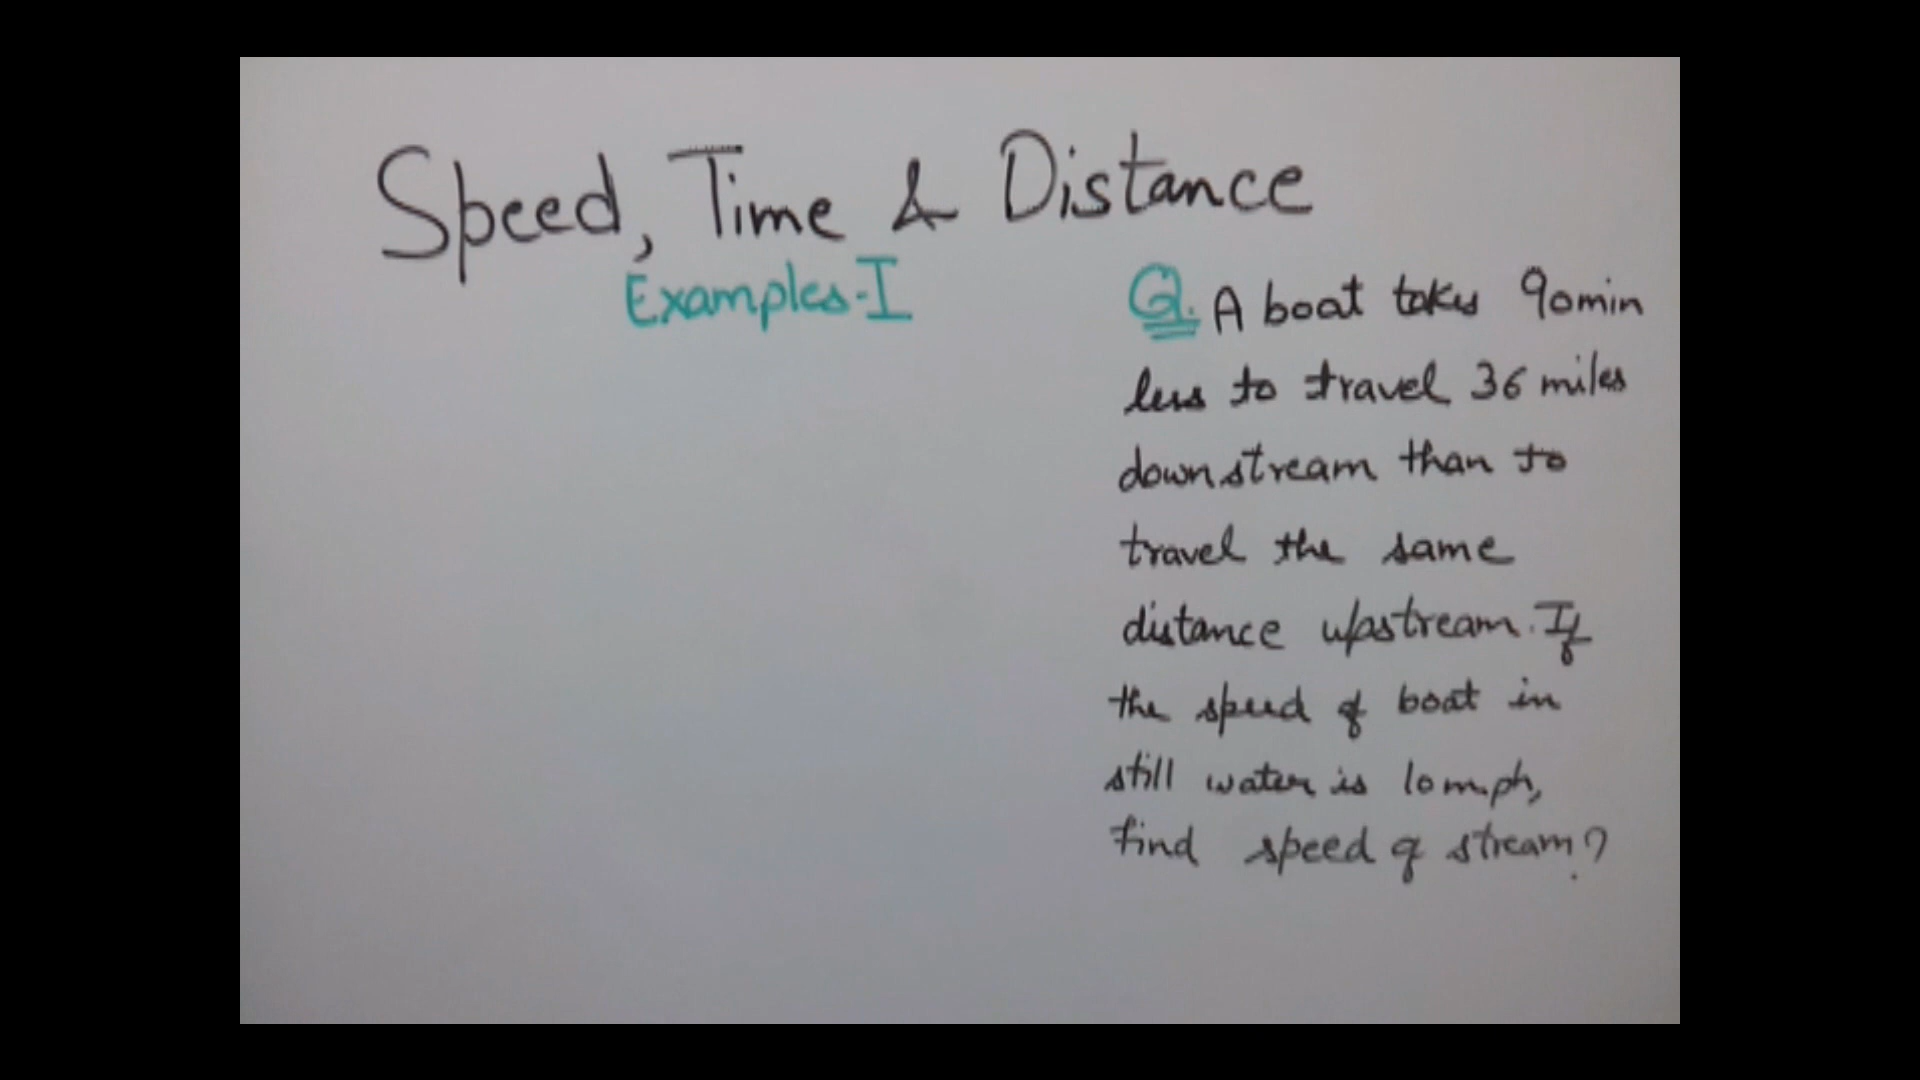 Speed, Time & Distance
Examples-I
Q. A boat takes 90min
less to travel 36 miles
downstream than to
travel the same
distance upstream. If
the speed of boat in
still water is 10mph,
find speed of stream?